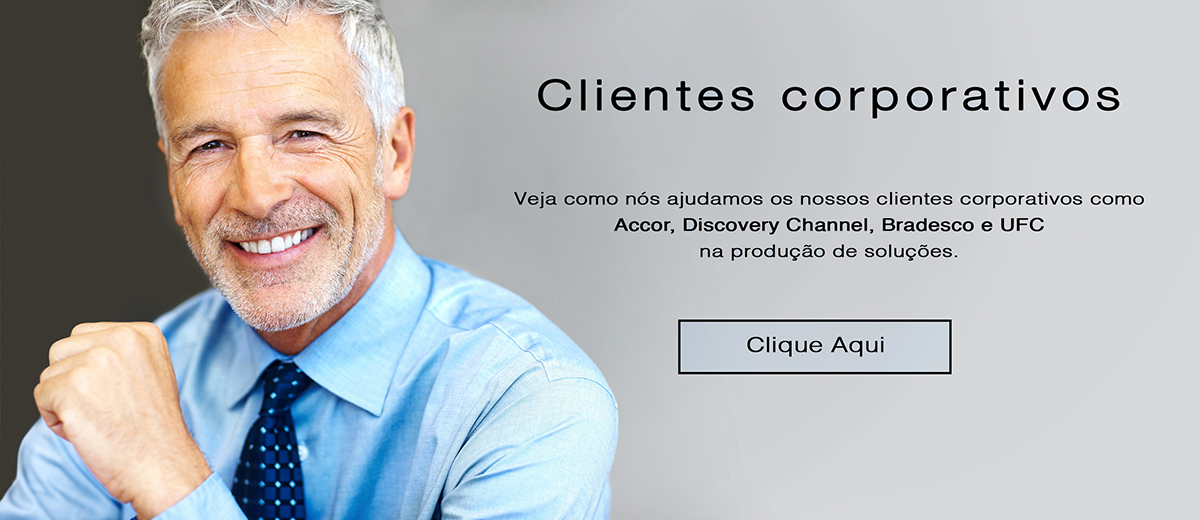 Clientes corporativos
Veja como nós ajudamos os nossos clientes corporativos como
Accor, Discovery Channel, Bradesco e UFC
na produção de soluções.
Clique Aqui